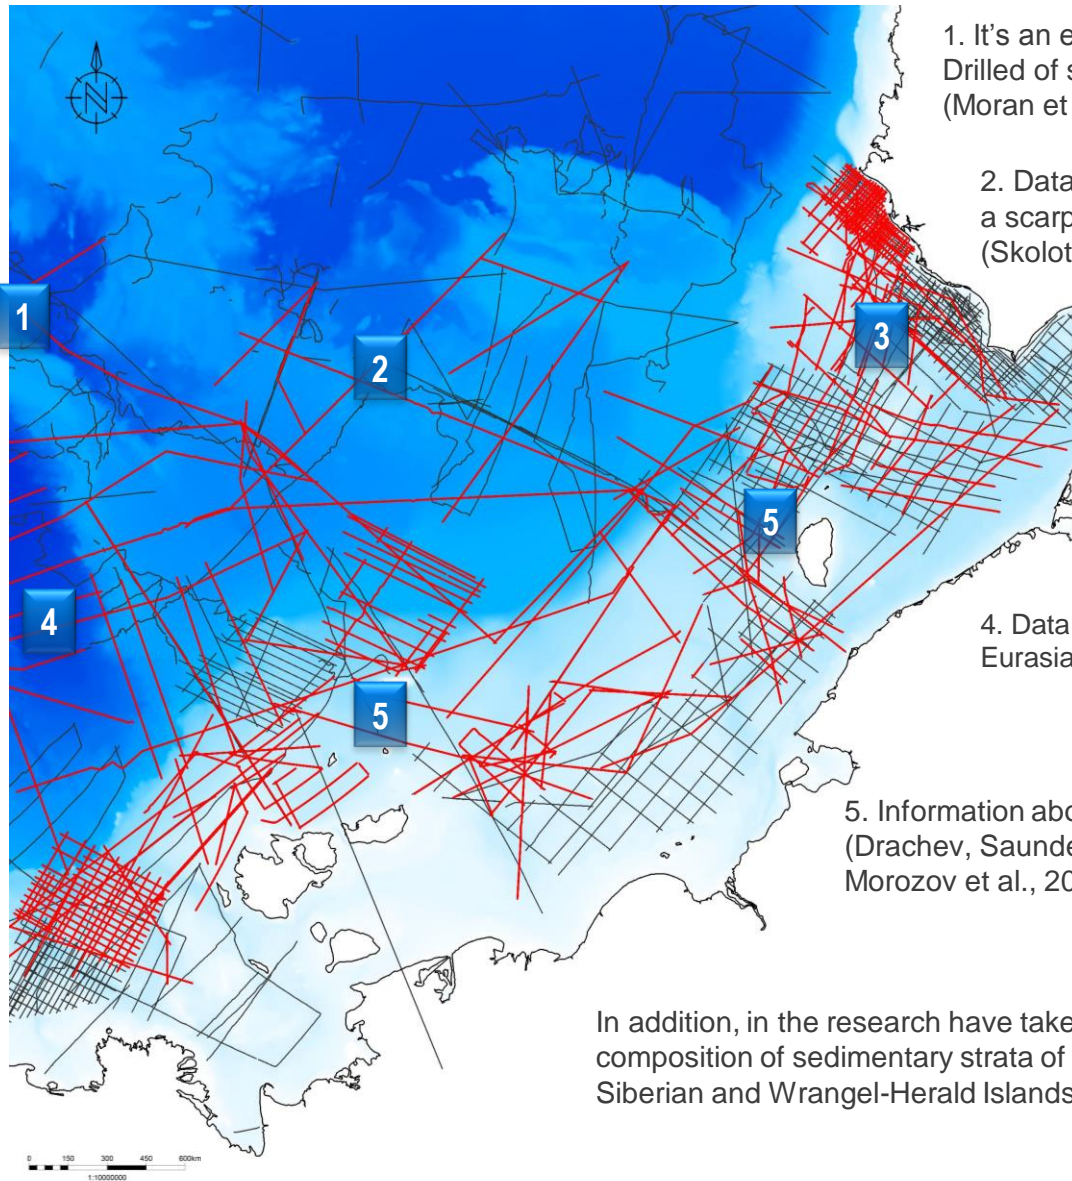 N
1. It's an e
Drilled of s
(Moran et
2. Data
a scarp
(Skolot
1
2
3
5
4
4. Data
Eurasia
5
5. Information abo
(Drachev, Saunde
Morozov et al., 20
In addition, in the research have take
composition of sedimentary strata of
Siberian and Wrangel-Herald Islands
0 150 300 450 600km
1:10000000